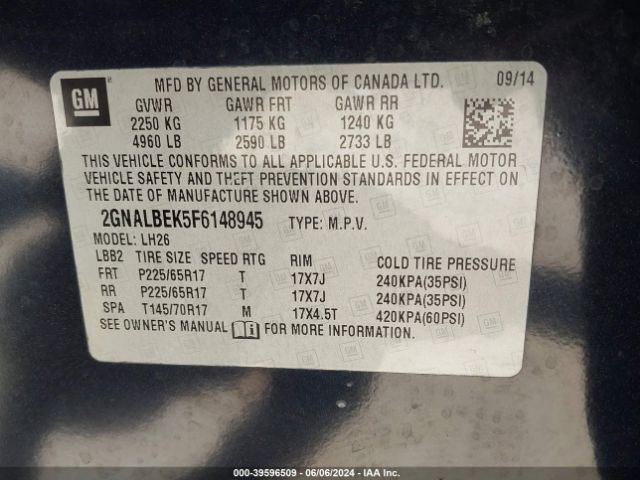 GM
MFD BY GENERAL MOTORS OF CANADA LTD. 09/14
GVWR GAWR FRT GAWR RR
2250 KG 1175 KG 1240 KG
4960 LB 2590 LB 2733 LB
THIS VEHICLE CONFORMS TO ALL APPLICABLE U.S. FEDERAL MOTOR
VEHICLE SAFETY AND THEFT PREVENTION STANDARDS IN EFFECT ON
THE DATE OF MANUFACTURE SHOWN ABOVE.
2GNALBEK5F6148945 TYPE: M.P.V.
MODEL: LH26
LBB2 TIRE SIZE SPEED RTG RIM COLD TIRE PRESSURE
FRT P225/65R17 T 17X7J 240KPA(35PSI)
RR P225/65R17 T 17X7J 240KPA(35PSI)
SPA T145/70R17 M 17X4.5T 420KPA(60PSI)
SEE OWNER'S MANUAL i FOR MORE INFORMATION.
000-39596509 - 06/06/2024 - IAA Inc.